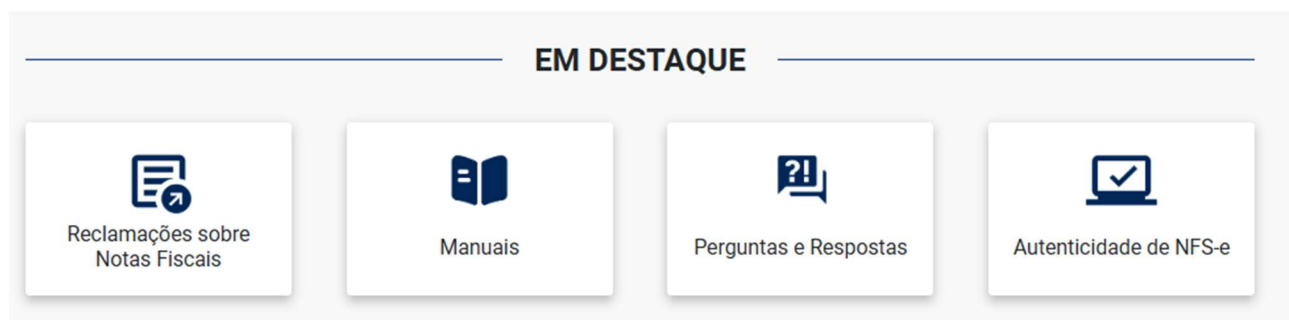 EM DESTAQUE
?!
Reclamações sobre
Notas Fiscais
Manuais
Perguntas e Respostas
Autenticidade de NFS-e